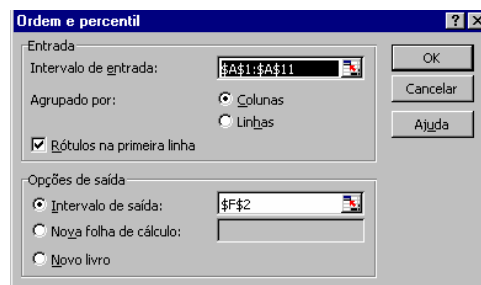 Ordem e percentil
Entrada
Intervalo de entrada: $A$1:$A$11
OK
Cancelar
Agrupado por: Colunas
Linhas
Ajuda
Rótulos na primeira linha
Opções de saída
Intervalo de saída: $F$2
Nova folha de cálculo:
Novo livro